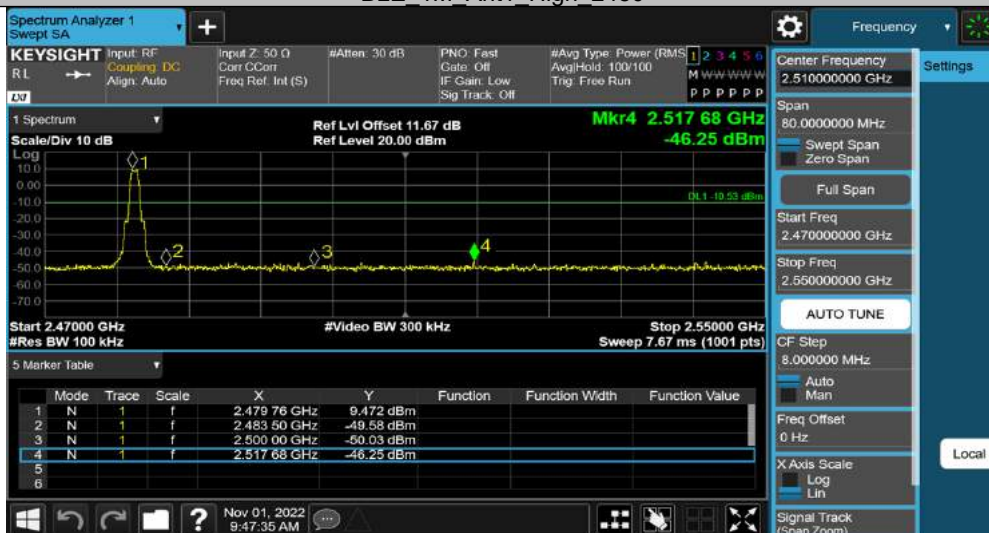 Spectrum Analyzer 1
Swept SA
+
Frequency
KEYSIGHT
Input: RF
Input Z: 50 Ω
#Atten: 30 dB
PNO: Fast
#Avg Type: Power (RMS
1 2 3 4 5 6
RL
Coupling: DC
Corr CCorr
Gate: Off
Avg|Hold: 100/100
M W W W W W
Align: Auto
Freq Ref: Int (S)
IF Gain: Low
Trig: Free Run
Sig Track: Off
P P P P P P
LXI
Center Frequency
2.510000000 GHz
Settings
1 Spectrum
Ref Lvl Offset 11.67 dB
Mkr4 2.517 68 GHz
Scale/Div 10 dB
Ref Level 20.00 dBm
-46.25 dBm
Log
10.0
0.00
-10.0
-20.0
-30.0
-40.0
-50.0
-60.0
-70.0
1
2
3
4
DL1 -10.53 dBm
Start 2.47000 GHz
#Video BW 300 kHz
Stop 2.55000 GHz
#Res BW 100 kHz
Sweep 7.67 ms (1001 pts)
Span
80.0000000 MHz
Swept Span
Zero Span
Full Span
Start Freq
2.470000000 GHz
Stop Freq
2.550000000 GHz
AUTO TUNE
CF Step
8.000000 MHz
Auto
Man
Freq Offset
0 Hz
Local
X Axis Scale
Log
Lin
Signal Track
(Span Zoom)
5 Marker Table
Mode Trace Scale X Y Function Function Width Function Value
1 N 1 f 2.479 76 GHz 9.472 dBm
2 N 1 f 2.483 50 GHz -49.58 dBm
3 N 1 f 2.500 00 GHz -50.03 dBm
4 N 1 f 2.517 68 GHz -46.25 dBm
5
6
?
Nov 01, 2022
9:47:35 AM